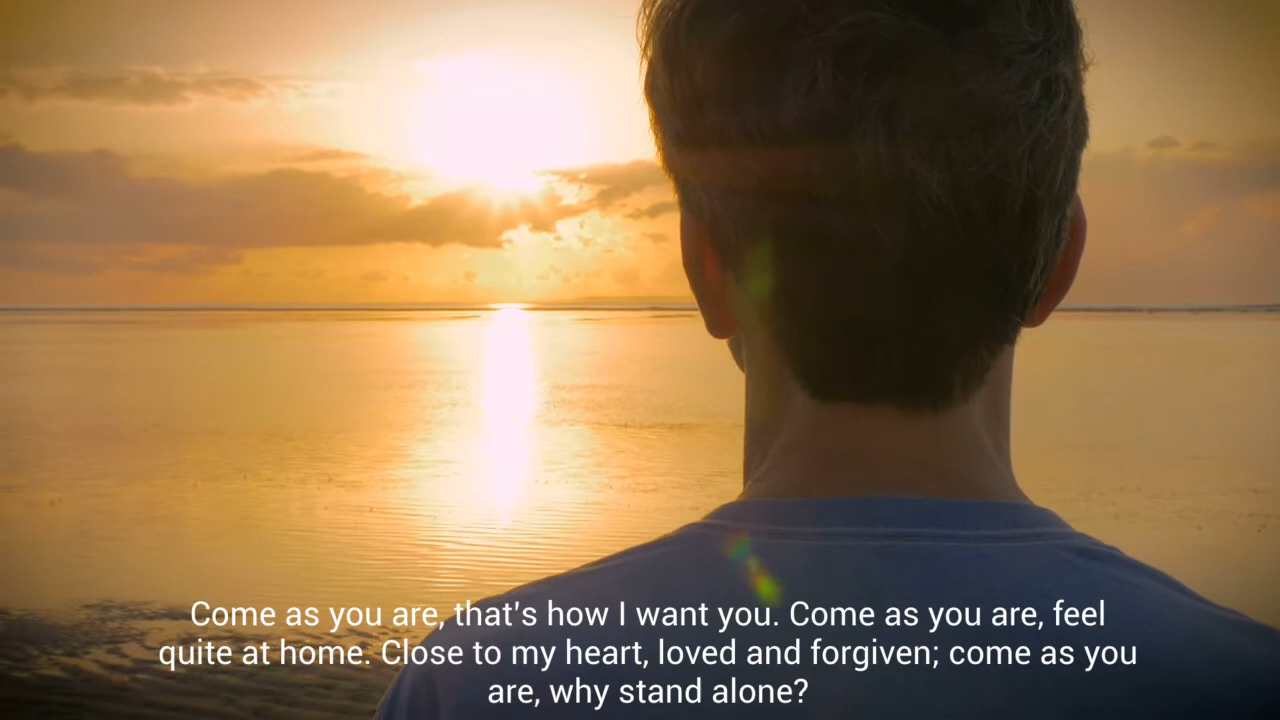 Come as you are, that's how I want you. Come as you are, feel
quite at home. Close to my heart, loved and forgiven; come as you
are, why stand alone?